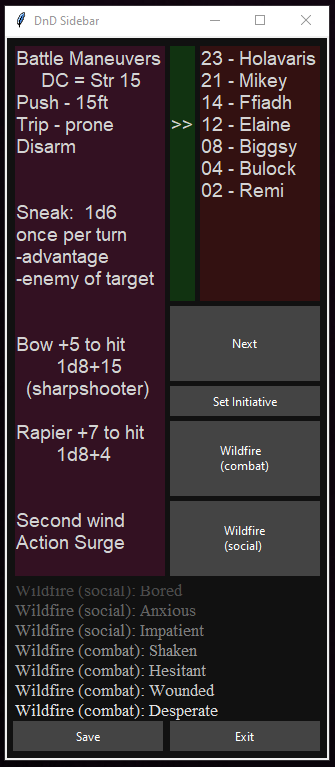 DnD Sidebar
Battle Maneuvers
DC = Str 15
Push - 15ft
Trip - prone
Disarm
Sneak:  1d6
once per turn
-advantage
-enemy of target
Bow +5 to hit
1d8+15
(sharpshooter)
Rapier +7 to hit
1d8+4
Second wind
Action Surge
>>
23 - Holavaris
21 - Mikey
14 - Ffiadh
12 - Elaine
08 - Biggsy
04 - Bulock
02 - Remi
Next
Set Initiative
Wildfire
(combat)
Wildfire
(social)
Wildfire (social): Bored
Wildfire (social): Anxious
Wildfire (social): Impatient
Wildfire (combat): Shaken
Wildfire (combat): Hesitant
Wildfire (combat): Wounded
Wildfire (combat): Desperate
Save
Exit